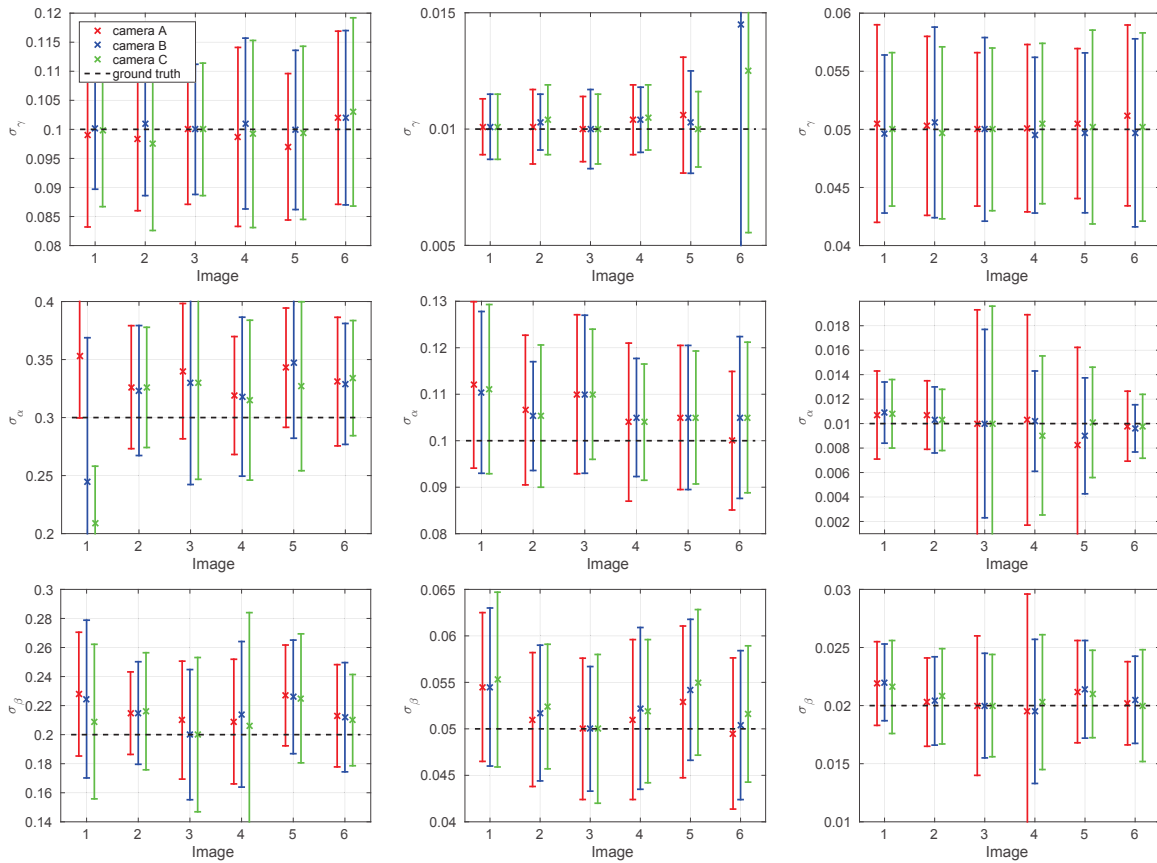 0.12
0.115
0.11
0.105
0.1
0.095
0.09
0.085
0.08
σγ
camera A
camera B
camera C
ground truth
1 2 3 4 5 6
Image
0.015
0.01
0.005
σγ
1 2 3 4 5 6
Image
0.06
0.05
0.04
σγ
1 2 3 4 5 6
Image
0.4
0.35
0.3
0.25
0.2
σα
1 2 3 4 5 6
Image
0.13
0.12
0.11
0.1
0.09
0.08
σα
1 2 3 4 5 6
Image
0.018
0.016
0.014
0.012
0.01
0.008
0.006
0.004
0.002
σα
1 2 3 4 5 6
Image
0.3
0.28
0.26
0.24
0.22
0.2
0.18
0.16
0.14
σβ
1 2 3 4 5 6
Image
0.065
0.06
0.055
0.05
0.045
0.04
σβ
1 2 3 4 5 6
Image
0.03
0.025
0.02
0.015
0.01
σβ
1 2 3 4 5 6
Image